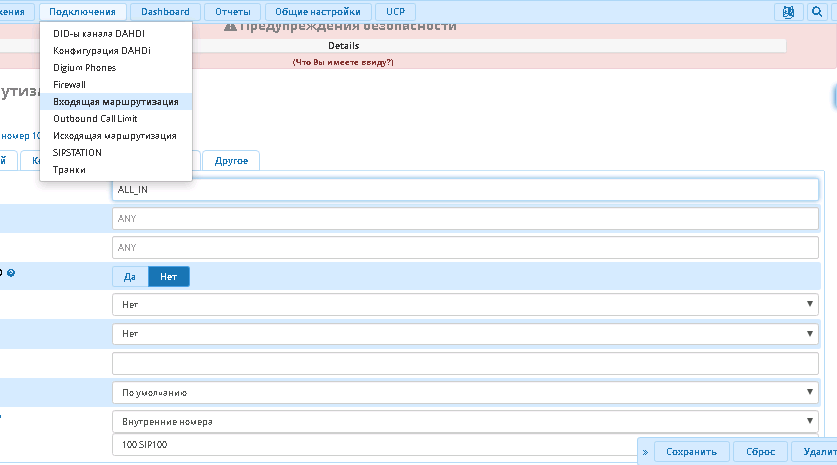 жения Подключения Dashboard Отчеты Общие настройки UCP
Предупреждения безопасности
Details
(Что Вы имеете ввиду?)
DID-ы канала DAHDI
Конфигурация DAHDi
Digium Phones
Firewall
Входящая маршрутизация
Outbound Call Limit
Исходящая маршрутизация
SIPSTATION
Транки
ути
номер 10
й Ко Другое
ALL_IN
ANY
ANY
Да Нет
Нет
Нет
По умолчанию
Внутренние номера
100 SIP100
» Сохранить Сброс Удалит